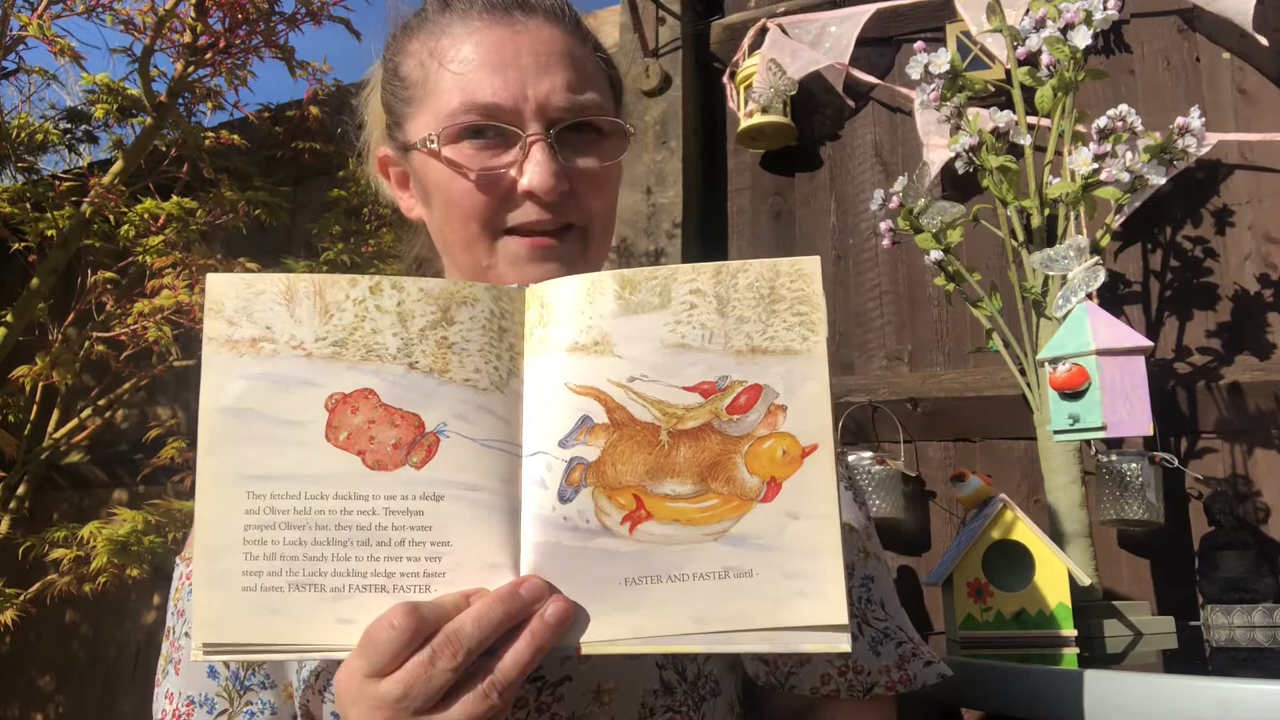 They fetched Lucky duckling to use as a sledge
and Oliver held on to the neck. Trevelyan
grasped Oliver's hat, they tied the hot-water
bottle to Lucky duckling's tail, and off they went.
The hill from Sandy Hole to the river was very
steep and the Lucky duckling sledge went faster
and faster, FASTER and FASTER, FASTER -
- FASTER AND FASTER until -